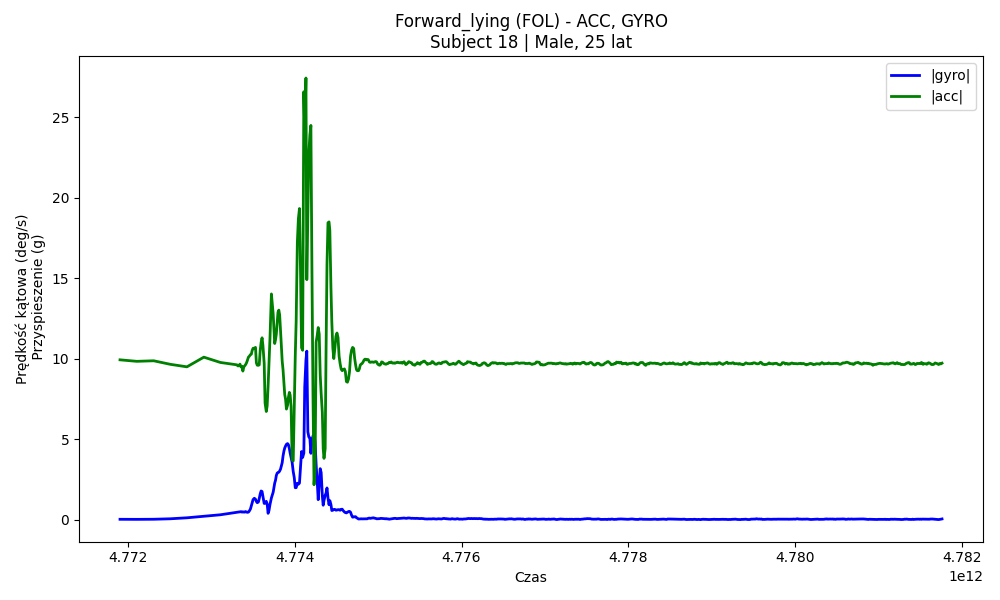 Forward_lying (FOL) - ACC, GYRO
Subject 18 | Male, 25 lat
|gyro|
|acc|
Prędkość kątowa (deg/s)
Przyspieszenie (g)
25
20
15
10
5
0
4.772
4.774
4.776
4.778
4.780
4.782
1e12
Czas